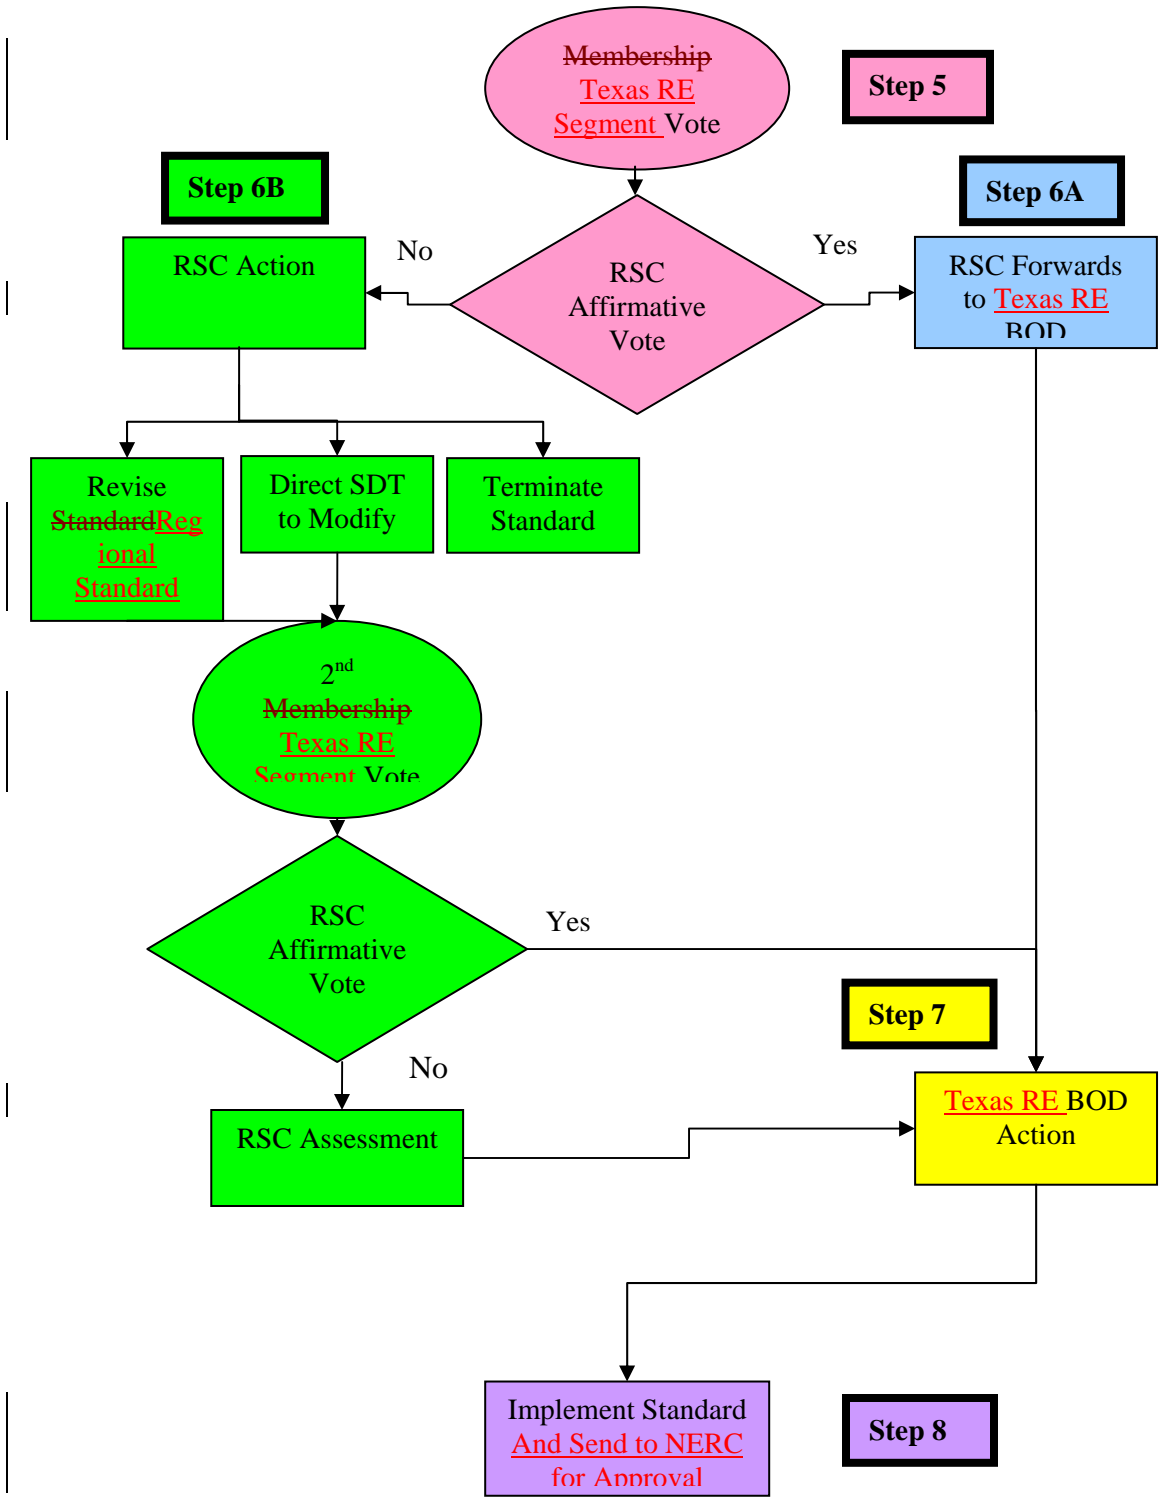 Membership
Texas RE
Segment Vote
Step 5
Step 6B
Step 6A
RSC Action
No
RSC
Affirmative
Vote
Yes
RSC Forwards
to Texas RE
BOD
Revise
StandardReg
ional
Standard
Direct SDT
to Modify
Terminate
Standard
2nd
Membership
Texas RE
Segment Vote
RSC
Affirmative
Vote
Yes
Step 7
No
RSC Assessment
Texas RE BOD
Action
Implement Standard
And Send to NERC
for Approval
Step 8